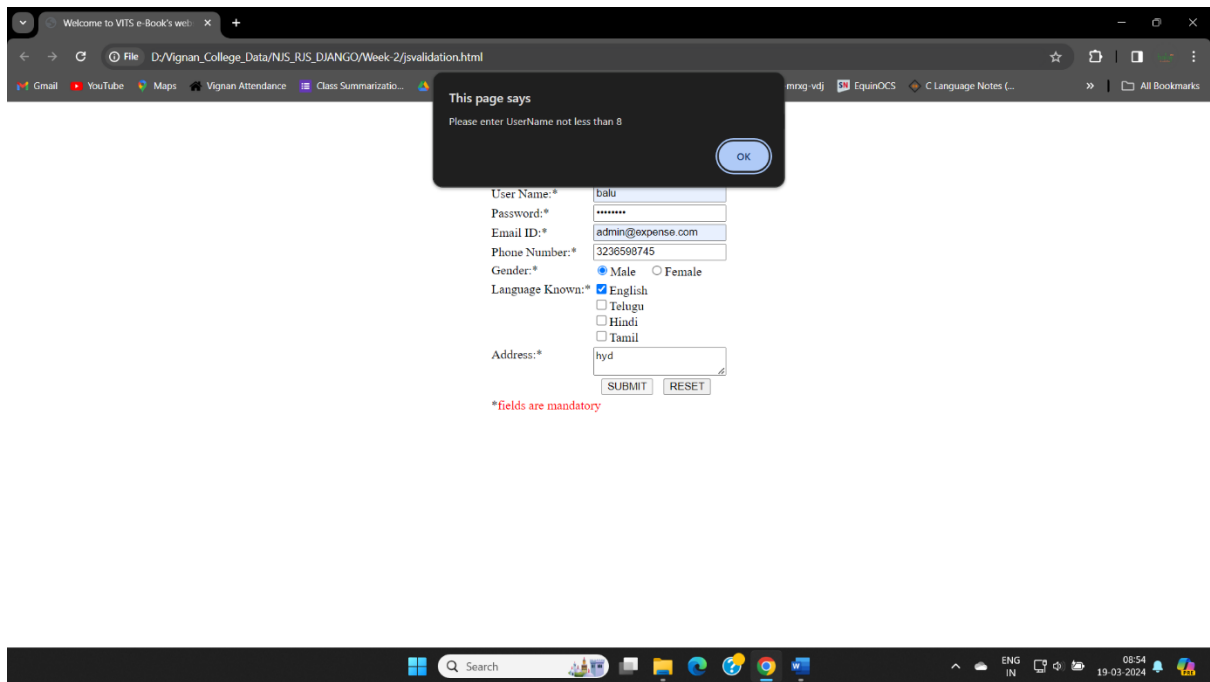 Welcome to VITS e-Book's web
File D:/Vignan_College_Data/NJS_RJS_DJANGO/Week-2/jsvalidation.html
Gmail YouTube Maps Vignan Attendance Class Summarizatio... mrxg-vdj EquinOCS C Language Notes (... » All Bookmarks
This page says
Please enter UserName not less than 8
OK
User Name:* balu
Password:* ••••••••
Email ID:* admin@expense.com
Phone Number:* 3236598745
Gender:* Male Female
Language Known:* English
Telugu
Hindi
Tamil
Address:* hyd
SUBMIT RESET
*fields are mandatory
Search ENG 08:54
IN 19-03-2024